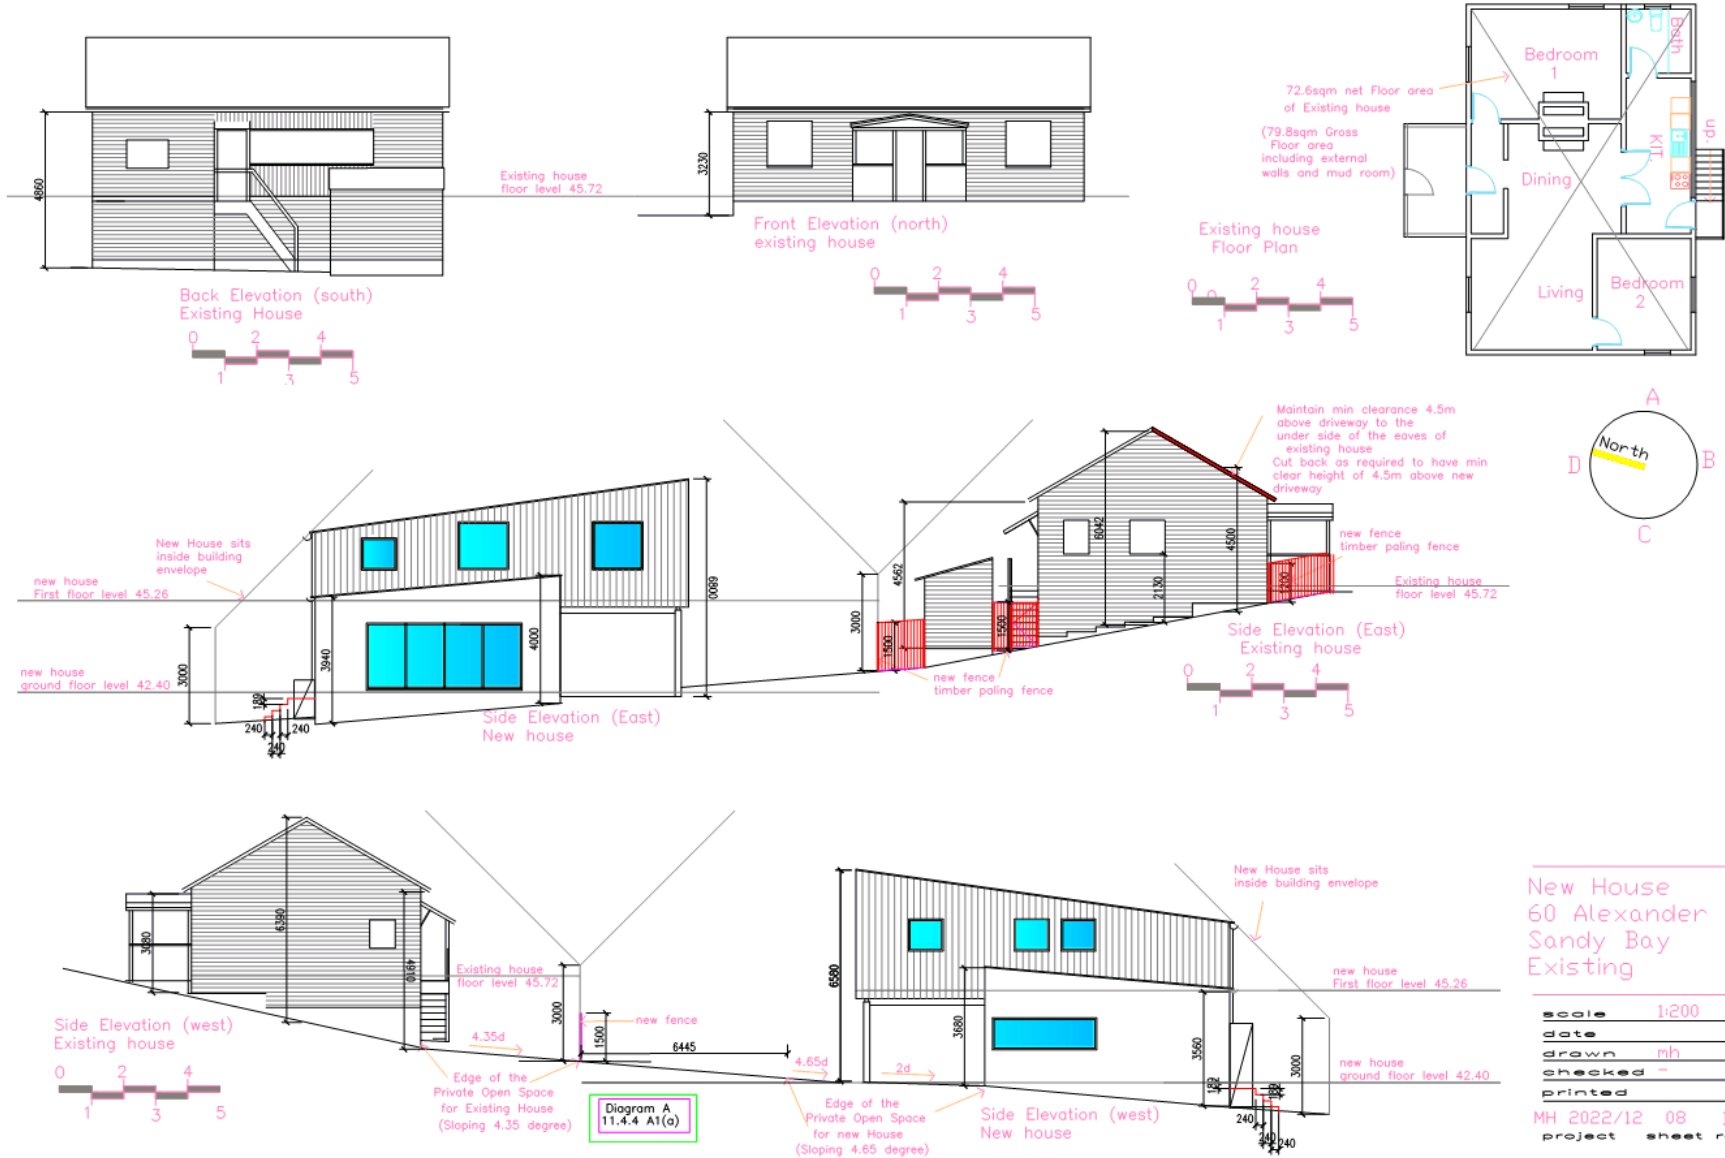 4860
Back Elevation (south)
Existing House
0 2 4
1 3 5
Existing house
floor level 45.72
3230
Front Elevation (north)
existing house
0 2 4
1 3 5
72.6sqm net Floor area
of Existing house
(79.8sqm Gross
Floor area
including external
walls and mud room)
Existing house
Floor Plan
0 2 4
1 3 5
Bedroom
1
Bath
KIT.
up.
Dining
Living
Bedroom
2
A
North
D B
C
New House sits
inside building
envelope
new house
First floor level 45.26
new house
ground floor level 42.40
3000
189
240
240
240
3940
4000
6800
Side Elevation (East)
New house
3000
1500
4562
1500
new fence
timber paling fence
6042
2130
4500
1200
Maintain min clearance 4.5m
above driveway to the
under side of the eaves of
existing house
Cut back as required to have min
clear height of 4.5m above new
driveway
new fence
timber paling fence
Existing house
floor level 45.72
Side Elevation (East)
Existing house
0 2 4
1 3 5
3080
6390
4910
Side Elevation (west)
Existing house
0 2 4
1 3 5
Existing house
floor level 45.72
4.35d
3000
1500
new fence
6445
Edge of the
Private Open Space
for Existing House
(Sloping 4.35 degree)
Diagram A
11.4.4 A1(a)
4.65d
2d
Edge of the
Private Open Space
for new House
(Sloping 4.65 degree)
6580
3680
3560
3000
Side Elevation (west)
New house
189
240
240
New House sits
inside building envelope
new house
First floor level 45.26
new house
ground floor level 42.40
New House
60 Alexander
Sandy Bay
Existing
scale 1:200
date
drawn mh
checked -
printed
MH 2022/12 08
project sheet